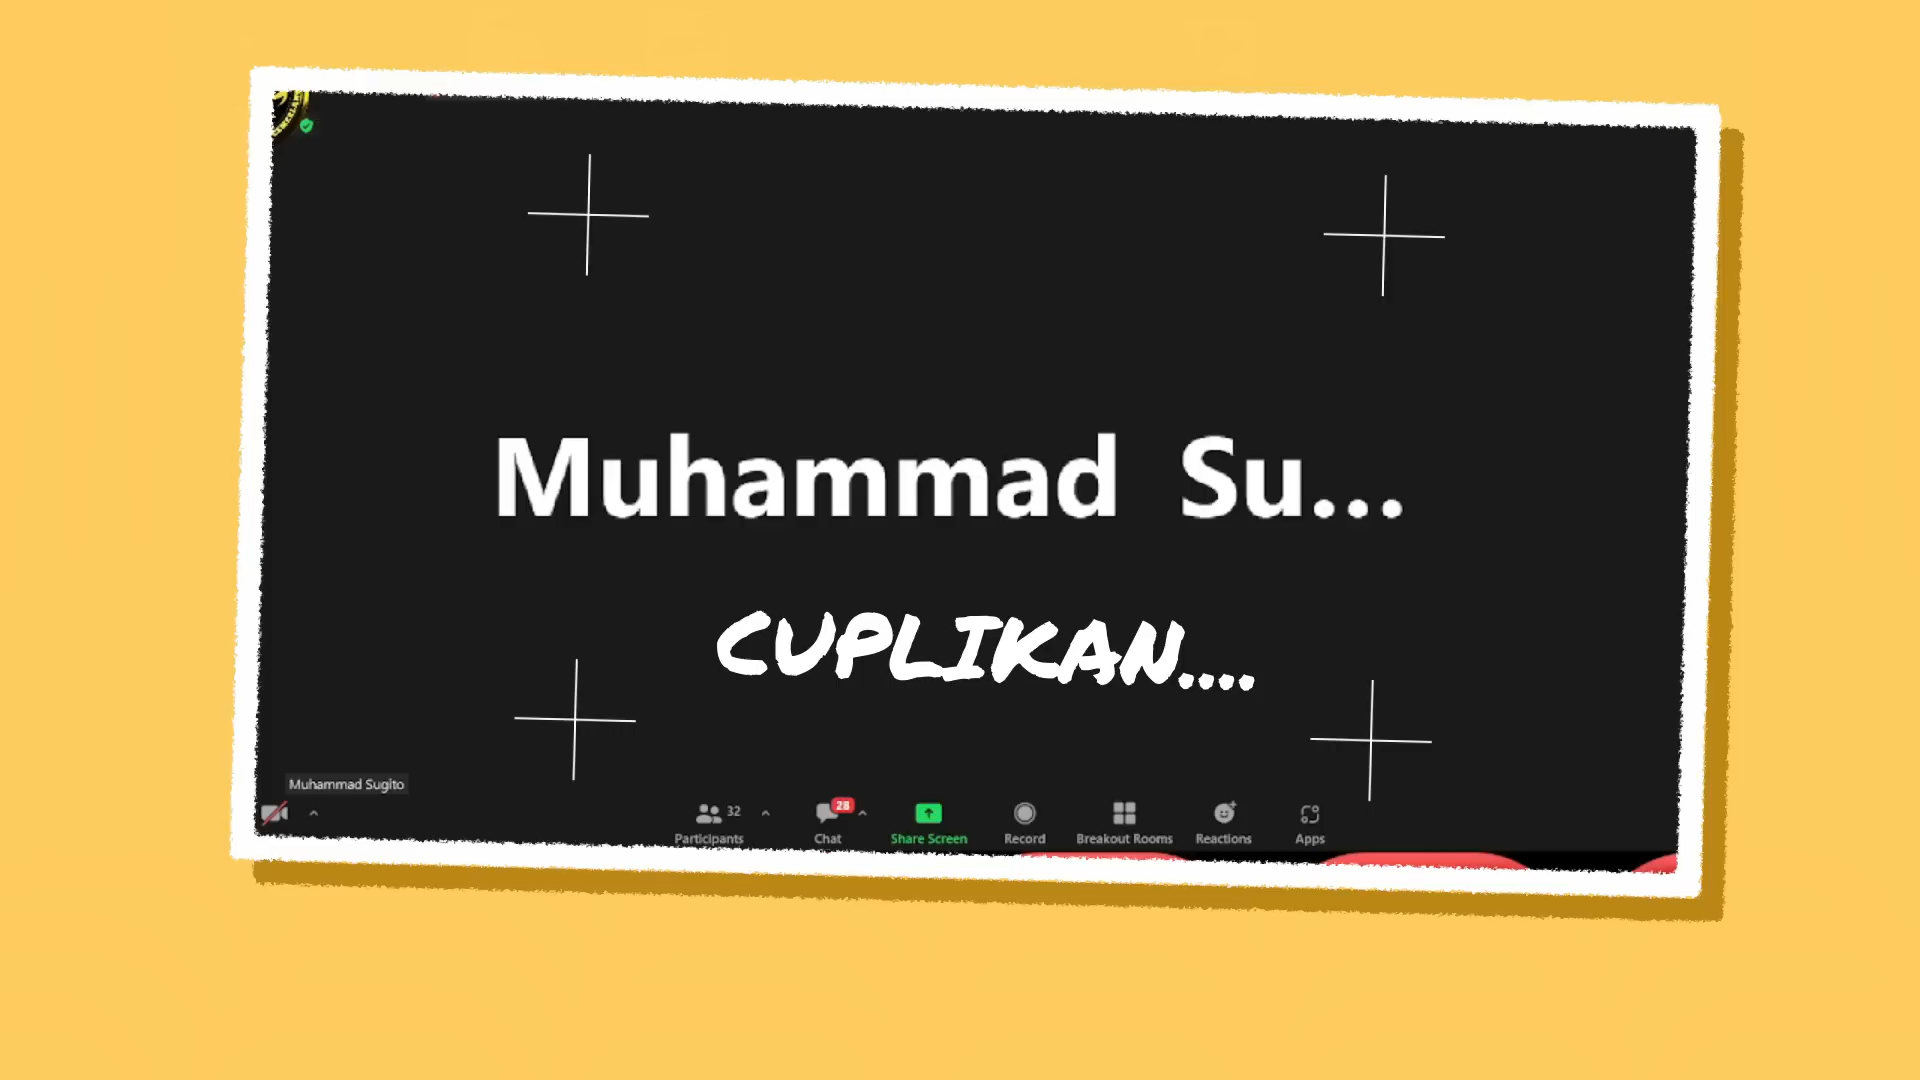 Muhammad Su...
CUPLIKAN....
Muhammad Sugito
32
28
Participants
Chat
Share Screen
Record
Breakout Rooms
Reactions
Apps